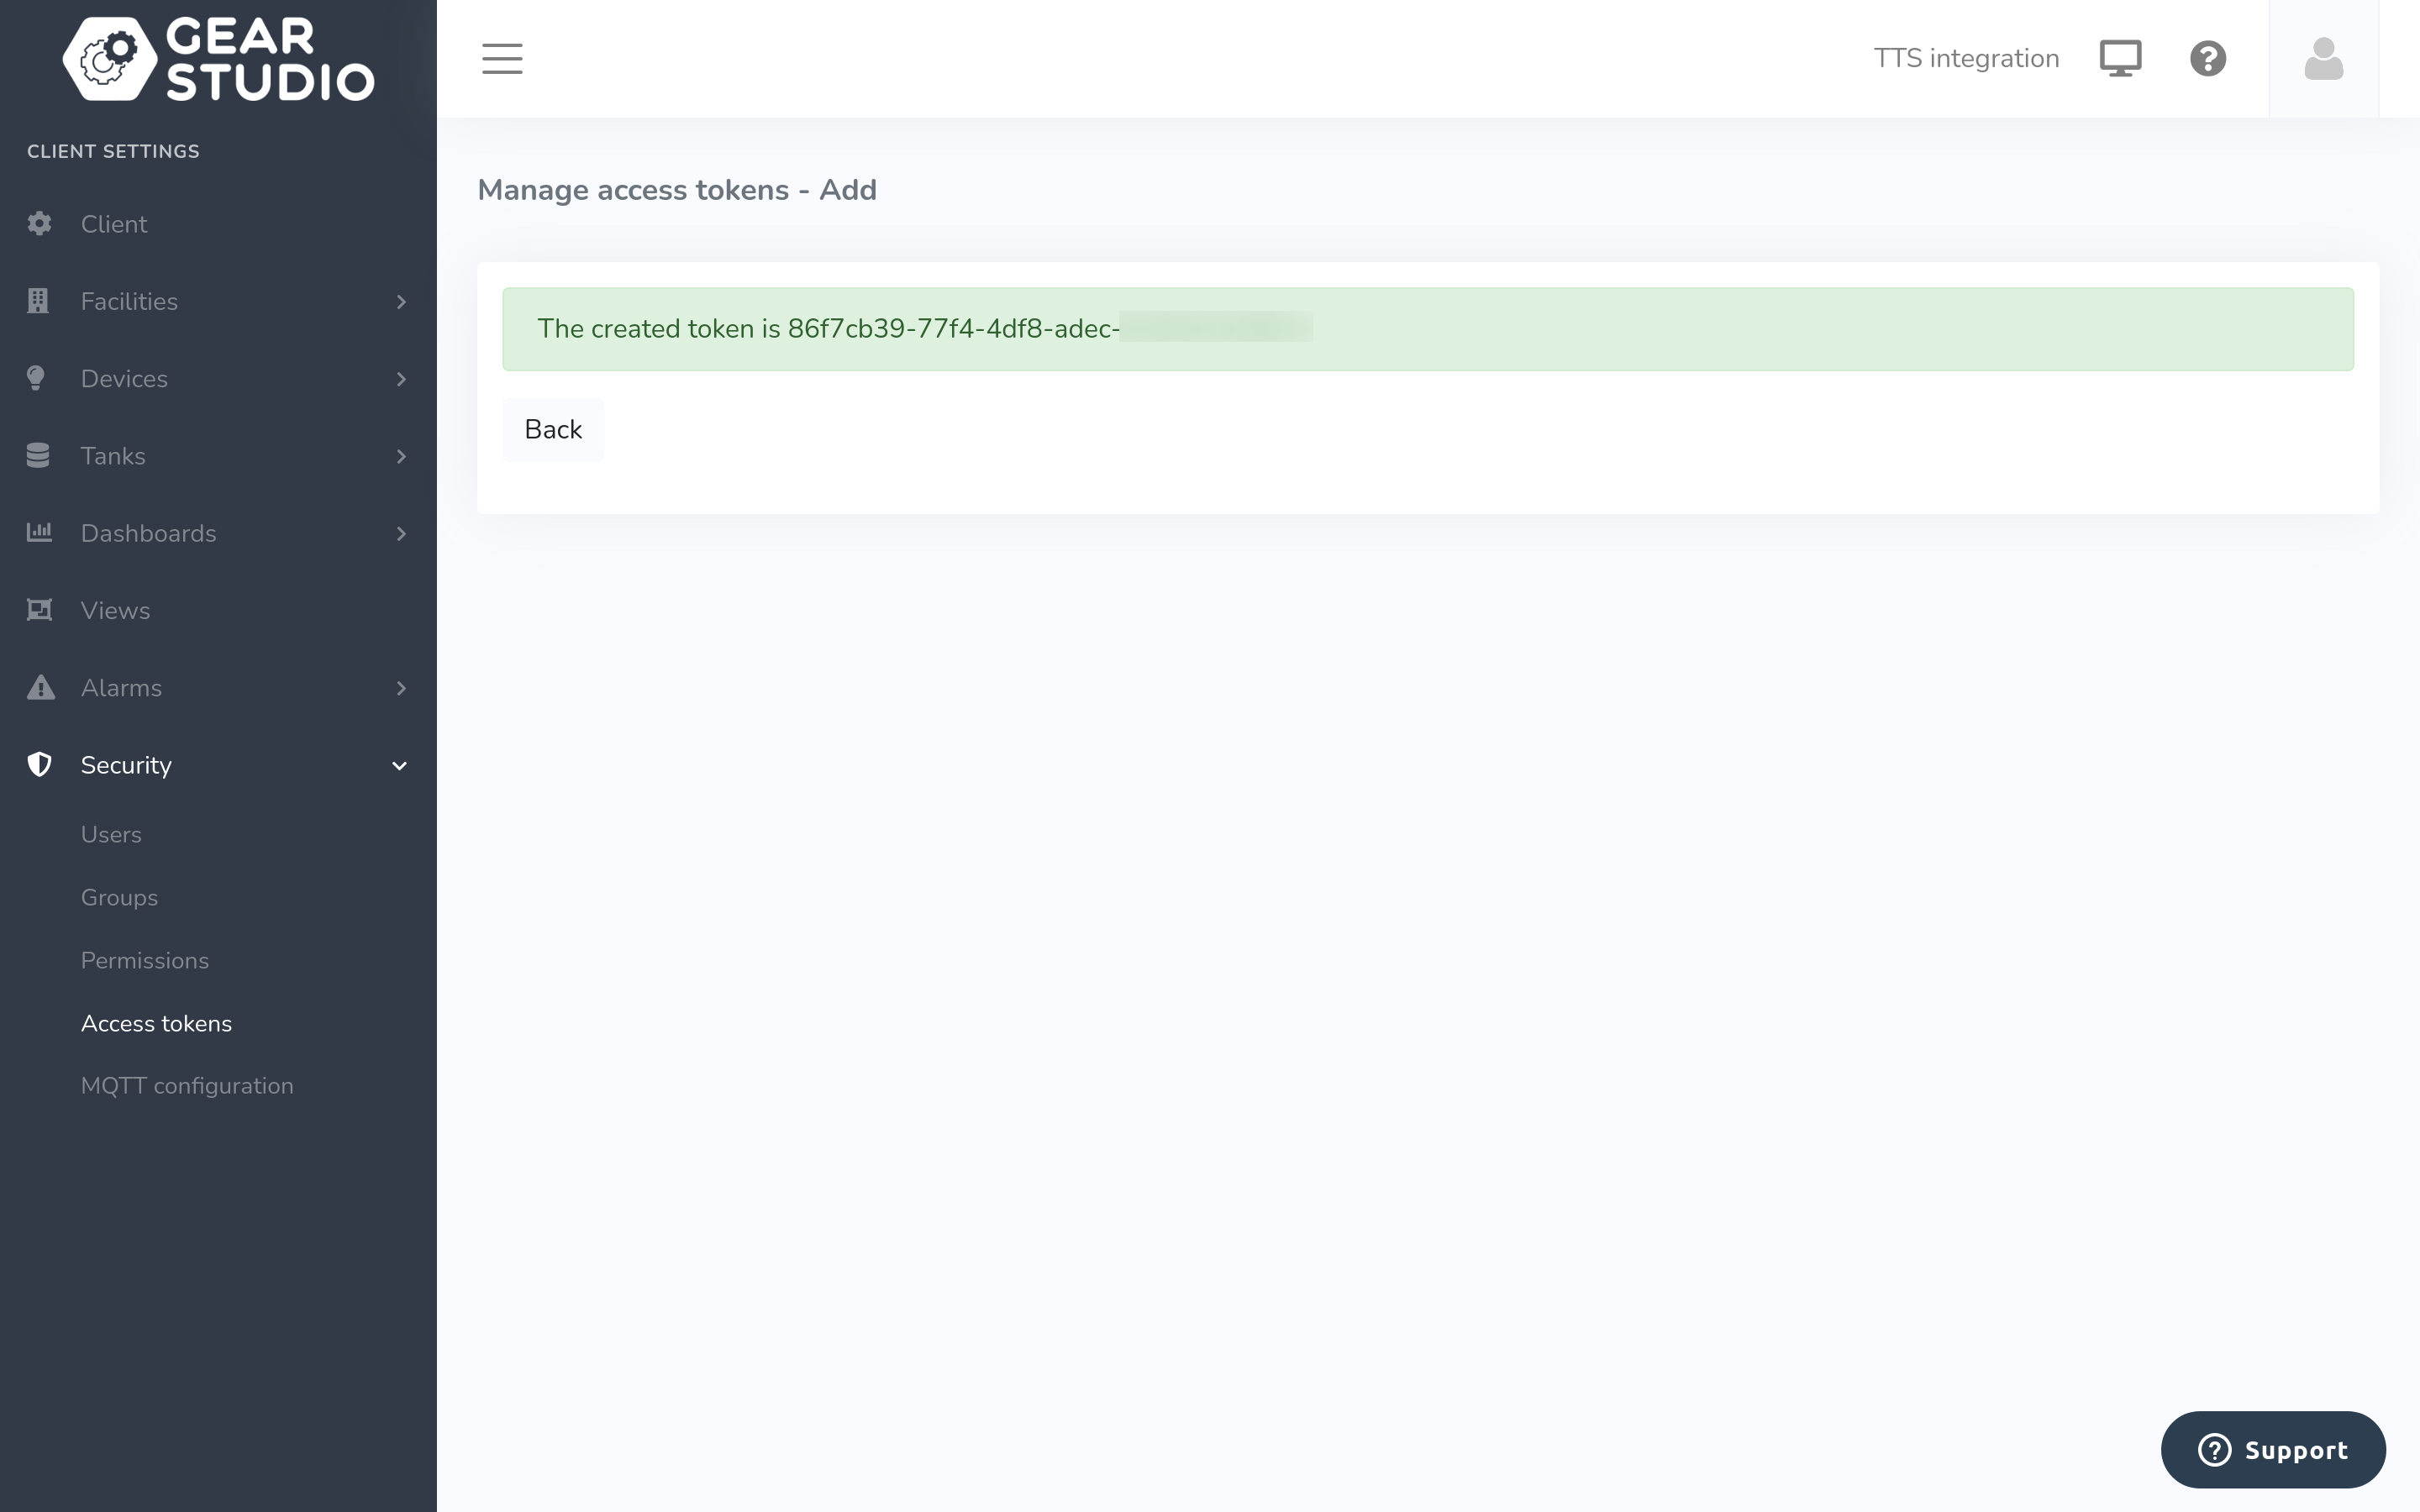 GEAR
STUDIO
CLIENT SETTINGS
Client
Facilities
Devices
Tanks
Dashboards
Views
Alarms
Security
Users
Groups
Permissions
Access tokens
MQTT configuration
TTS integration
Manage access tokens - Add
The created token is 86f7cb39-77f4-4df8-adec-
Back
Support